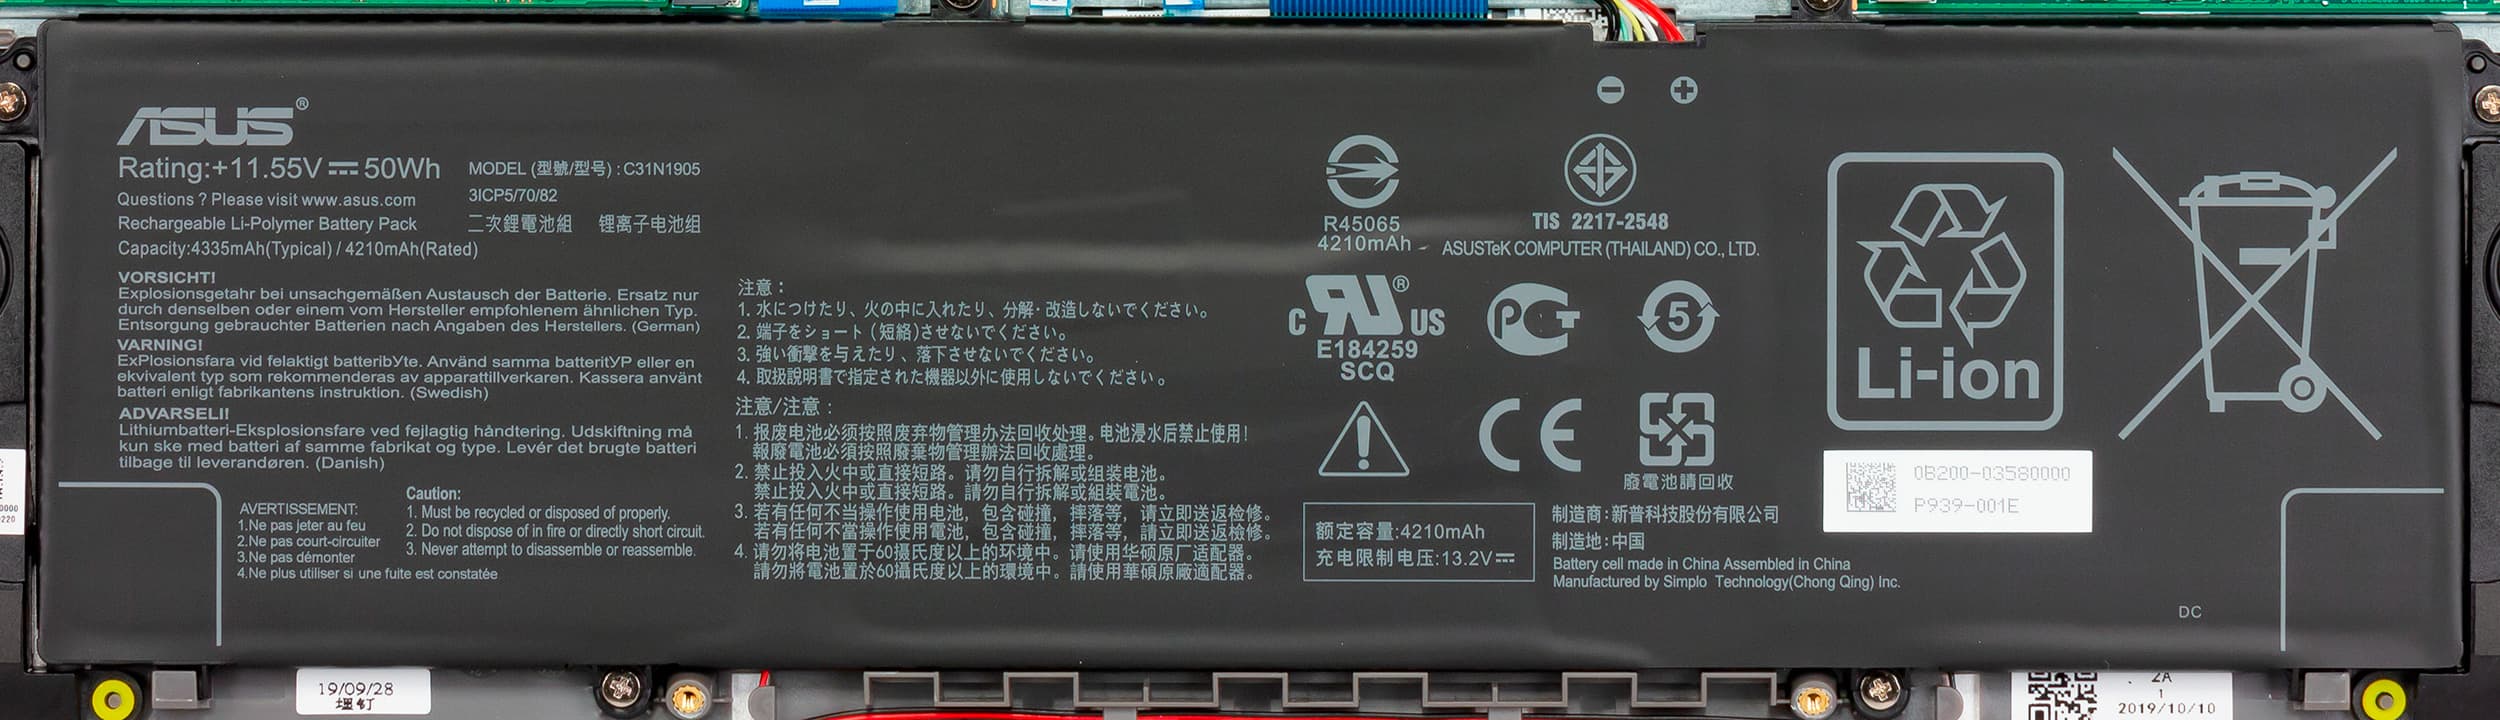 ASUS®
Rating:+11.55V⎓50Wh
Questions ? Please visit www.asus.com
Rechargeable Li-Polymer Battery Pack
Capacity:4335mAh(Typical) / 4210mAh(Rated)
MODEL (型號/型号) : C31N1905
3ICP5/70/82
二次鋰電池組 锂离子电池组
VORSICHT!
Explosionsgetahr bei unsachgemäßen Austausch der Batterie. Ersatz nur
durch denselben oder einem vom Hersteller empfohlenem ähnlichen Typ.
Entsorgung gebrauchter Batterien nach Angaben des Herstellers. (German)
VARNING!
ExPlosionsfara vid felaktigt batteribУte. Använd samma batteritУP eller en
ekvivalent typ som rekommenderas av apparattillverkaren. Kassera använt
batteri enligt fabrikantens instruktion. (Swedish)
ADVARSELI!
Lithiumbatteri-Eksplosionsfare ved fejlagtig håndtering. Udskiftning må
kun ske med batteri af samme fabrikat og type. Levér det brugte batteri
tilbage til leverandøren. (Danish)
AVERTISSEMENT:
1.Ne pas jeter au feu
2.Ne pas court-circuiter
3.Ne pas démonter
4.Ne plus utiliser si une fuite est constatée
Caution:
1. Must be recycled or disposed of properly.
2. Do not dispose of in fire or directly short circuit.
3. Never attempt to disassemble or reassemble.
注意：
1. 水につけたり、火の中に入れたり、分解・改造しないでください。
2. 端子をショート（短絡)させないでください。
3. 強い衝撃を与えたり、落下させないでください。
4. 取扱説明書で指定された機器以外に使用しないでください。
注意/注意：
1. 报废电池必须按照废弃物管理办法回收处理。电池浸水后禁止使用！
報廢電池必須按照廢棄物管理辦法回收處理。
2. 禁止投入火中或直接短路。请勿自行拆解或组装电池。
禁止投入火中或直接短路。請勿自行拆解或組裝電池。
3. 若有任何不当操作使用电池，包含碰撞，摔落等，请立即送返检修。
若有任何不當操作使用電池，包含碰撞，摔落等，請立即送返檢修。
4. 请勿将电池置于60攝氏度以上的环境中。请使用华硕原厂适配器。
請勿將電池置於60攝氏度以上的環境中。請使用華碩原廠適配器。
R45065
4210mAh
TIS 2217-2548
ASUSTeK COMPUTER (THAILAND) CO., LTD.
C RU® US
E184259
SCQ
PCT
5
CE
廢電池請回收
额定容量:4210mAh
充电限制电压:13.2V⎓
制造商:新普科技股份有限公司
制造地:中国
Battery cell made in China Assembled in China
Manufactured by Simplo Technology(Chong Qing) Inc.
Li-ion
0B200-03580000
P939-001E
DC
19/09/28
2A
1
2019/10/10